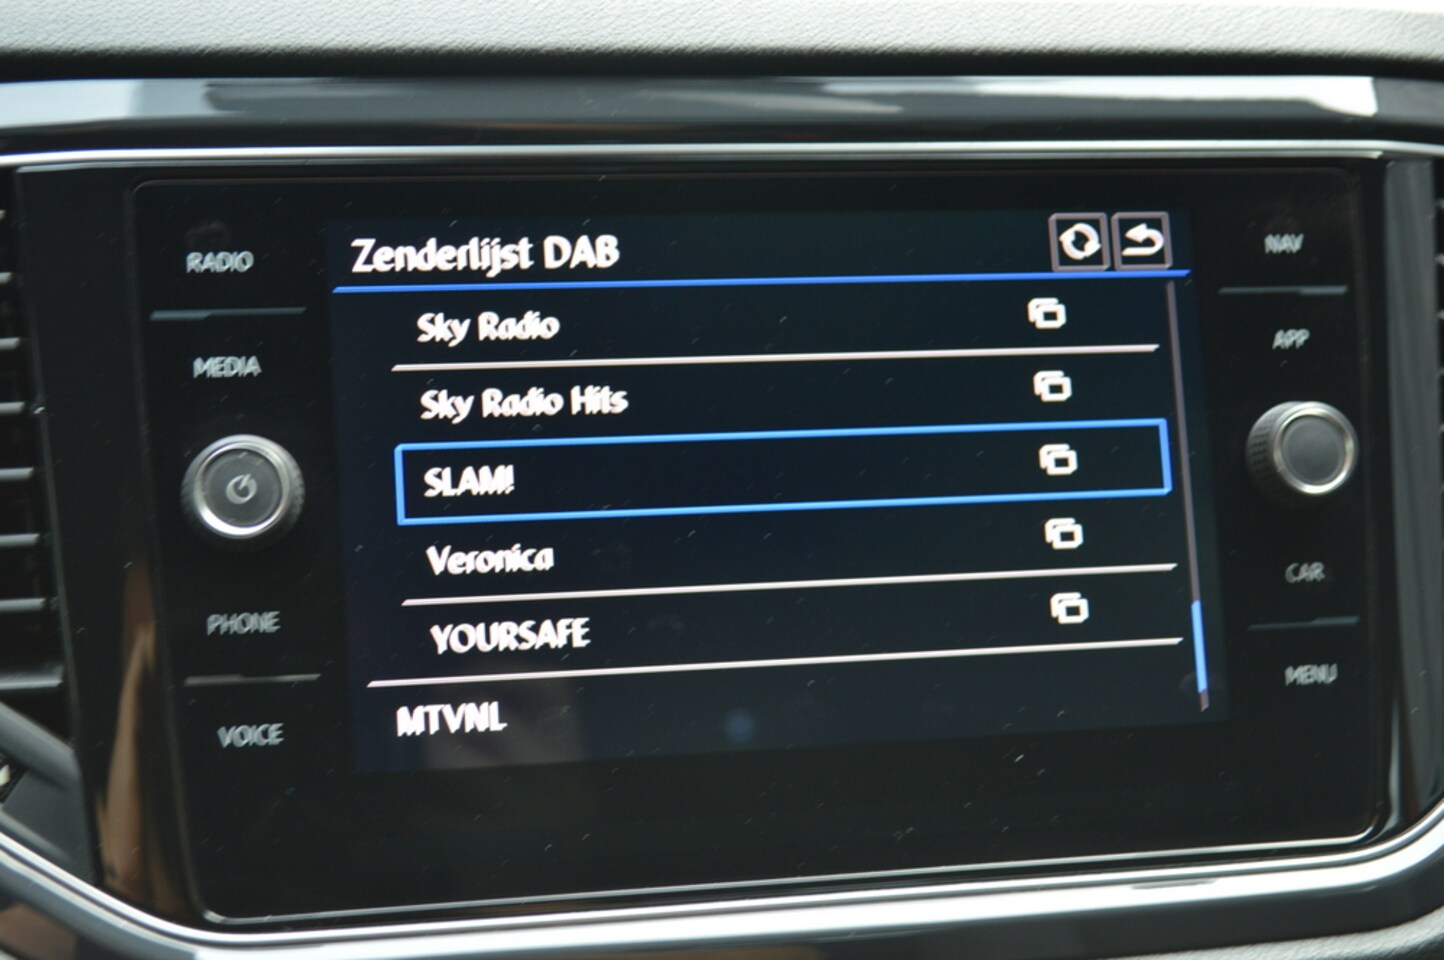 RADIO
MEDIA
PHONE
VOICE
Zenderlijst DAB
Sky Radio
Sky Radio Hits
SLAM!
Veronica
YOURSAFE
MTVNL
NAV
APP
CAR
MENU